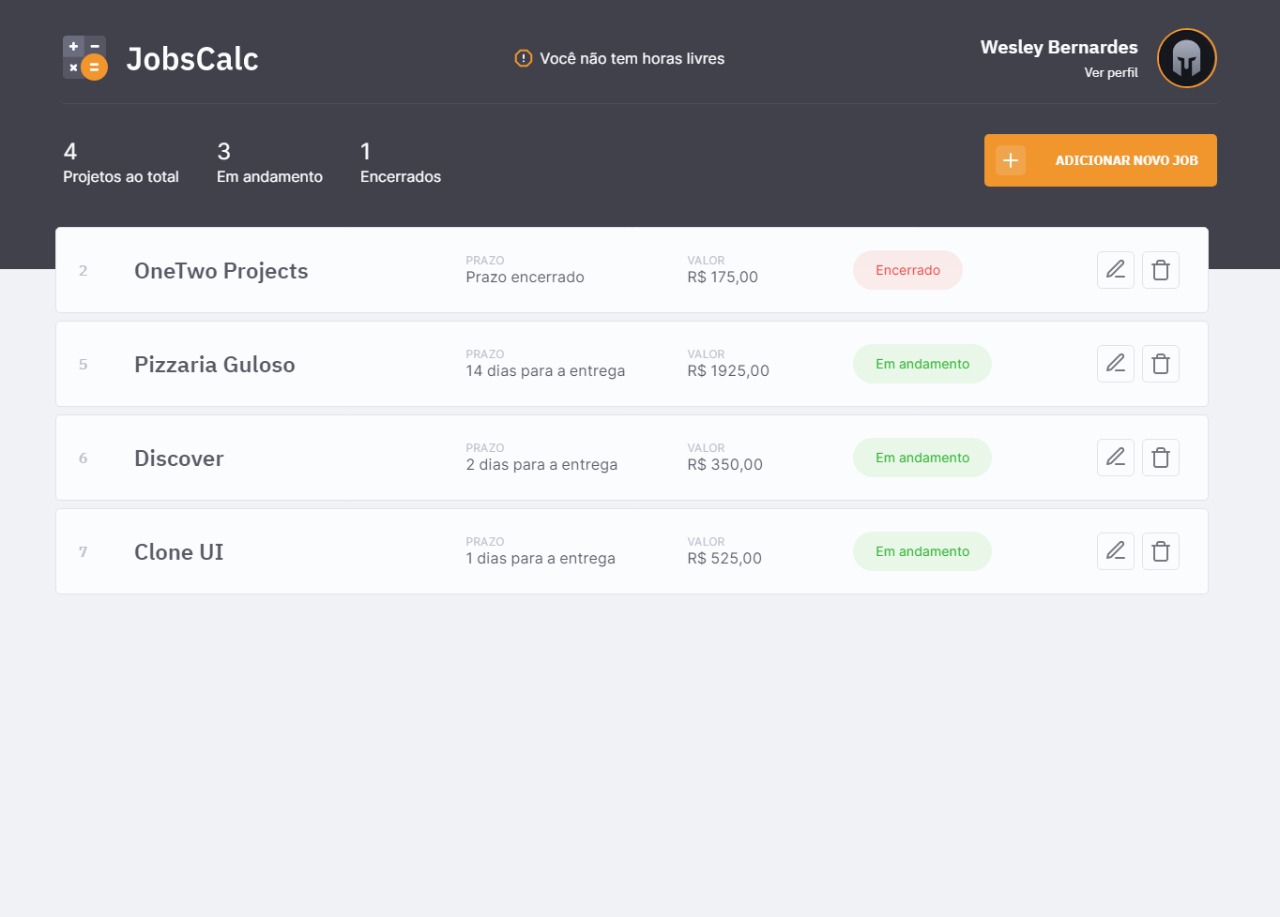 JobsCalc
Você não tem horas livres
Wesley Bernardes
Ver perfil
4
Projetos ao total
3
Em andamento
1
Encerrados
ADICIONAR NOVO JOB
2
OneTwo Projects
PRAZO
Prazo encerrado
VALOR
R$ 175,00
Encerrado
5
Pizzaria Guloso
PRAZO
14 dias para a entrega
VALOR
R$ 1925,00
Em andamento
6
Discover
PRAZO
2 dias para a entrega
VALOR
R$ 350,00
Em andamento
7
Clone UI
PRAZO
1 dias para a entrega
VALOR
R$ 525,00
Em andamento